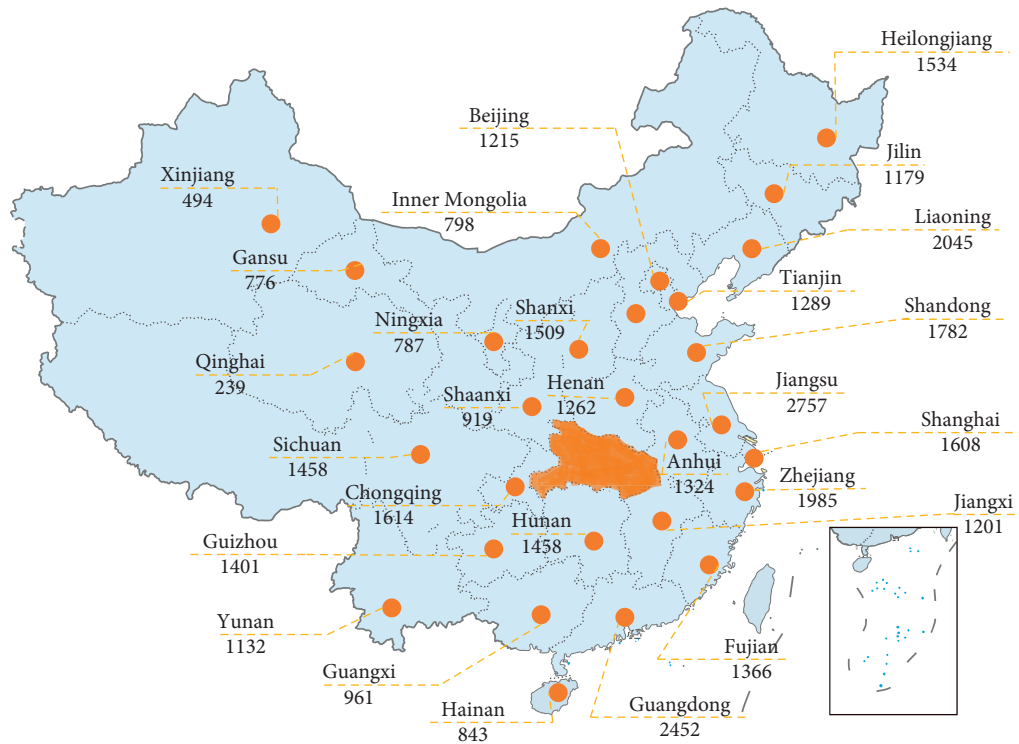 Heilongjiang
1534
Beijing
1215
Jilin
1179
Xinjiang
494
Inner Mongolia
798
Liaoning
2045
Gansu
776
Tianjin
1289
Shanxi
1509
Shandong
1782
Ningxia
787
Qinghai
239
Shaanxi
919
Henan
1262
Jiangsu
2757
Shanghai
1608
Sichuan
1458
Anhui
1324
Zhejiang
1985
Chongqing
1614
Jiangxi
1201
Hunan
1458
Guizhou
1401
Yunan
1132
Fujian
1366
Guangxi
961
Guangdong
2452
Hainan
843